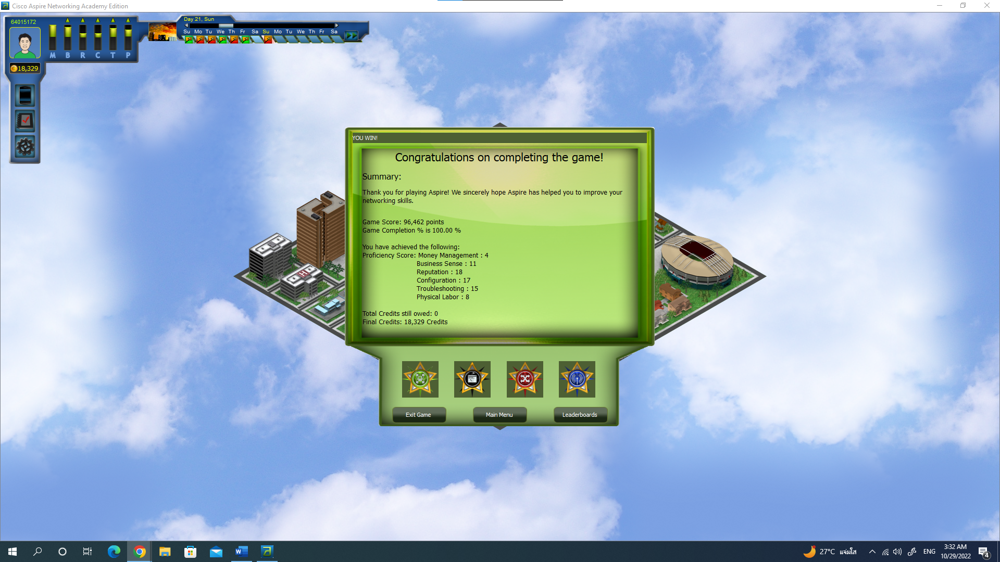 Cisco Aspire Networking Academy Edition
64015172
M B R C T P
18,329
Day 21, Sun
Su Mo Tu We Th Fr Sa Su Mo Tu We Th Fr Sa
YOU WIN!
Congratulations on completing the game!
Summary:
Thank you for playing Aspire! We sincerely hope Aspire has helped you to improve your
networking skills.
Game Score: 96,462 points
Game Completion % is 100.00 %
You have achieved the following:
Proficiency Score: Money Management : 4
Business Sense : 11
Reputation : 18
Configuration : 17
Troubleshooting : 15
Physical Labor : 8
Total Credits still owed: 0
Final Credits: 18,329 Credits
H
Exit Game
Main Menu
Leaderboards
27°C แจ่มใส
ENG
3:32 AM
10/29/2022
4